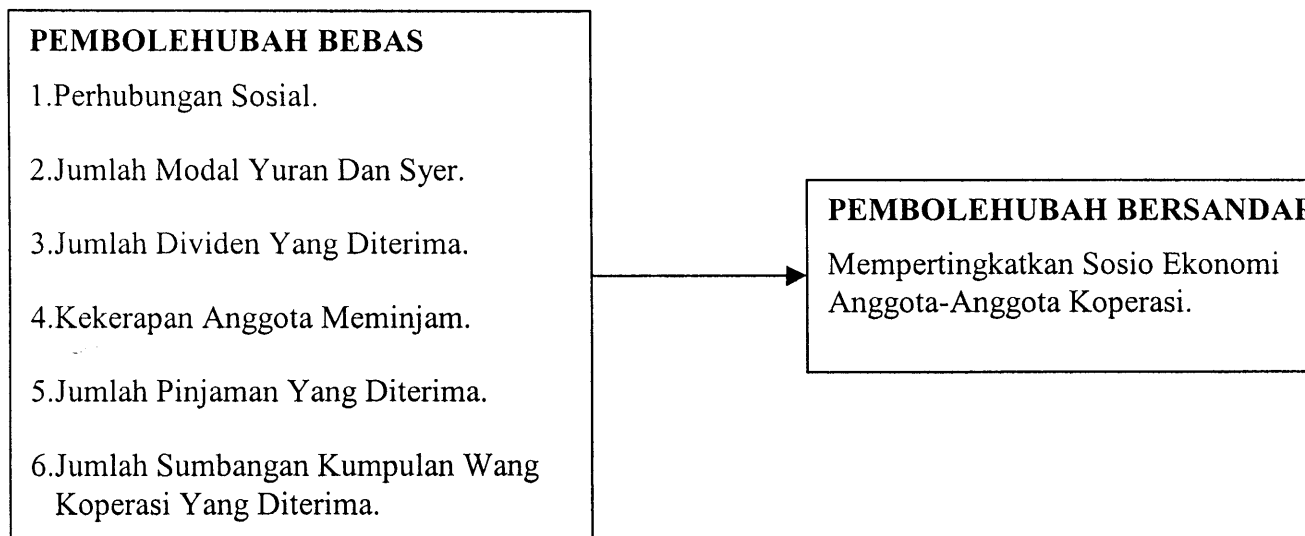 PEMBOLEHUBAH BEBAS
1.Perhubungan Sosial.
2.Jumlah Modal Yuran Dan Syer.
3.Jumlah Dividen Yang Diterima.
4.Kekerapan Anggota Meminjam.
5.Jumlah Pinjaman Yang Diterima.
6.Jumlah Sumbangan Kumpulan Wang
Koperasi Yang Diterima.
PEMBOLEHUBAH BERSANDAR
Mempertingkatkan Sosio Ekonomi
Anggota-Anggota Koperasi.